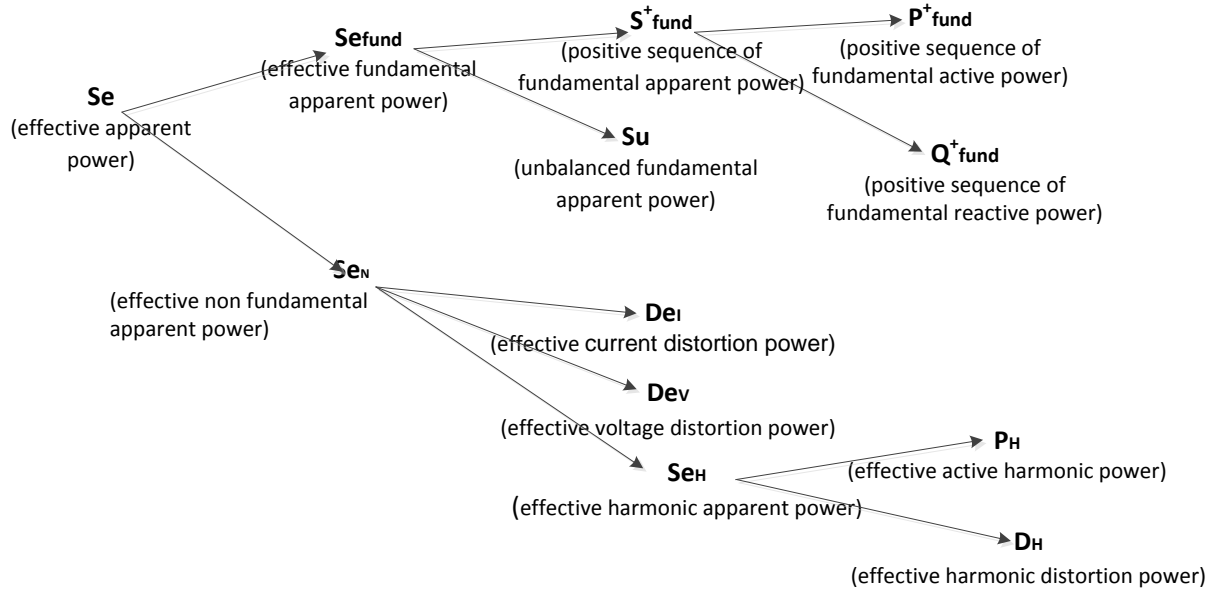 Se
(effective apparent
power)
Sefund
(effective fundamental
apparent power)
S+fund
(positive sequence of
fundamental apparent power)
P+fund
(positive sequence of
fundamental active power)
Q+fund
(positive sequence of
fundamental reactive power)
Su
(unbalanced fundamental
apparent power)
SeN
(effective non fundamental
apparent power)
DeI
(effective current distortion power)
DeV
(effective voltage distortion power)
SeH
(effective harmonic apparent power)
PH
(effective active harmonic power)
DH
(effective harmonic distortion power)